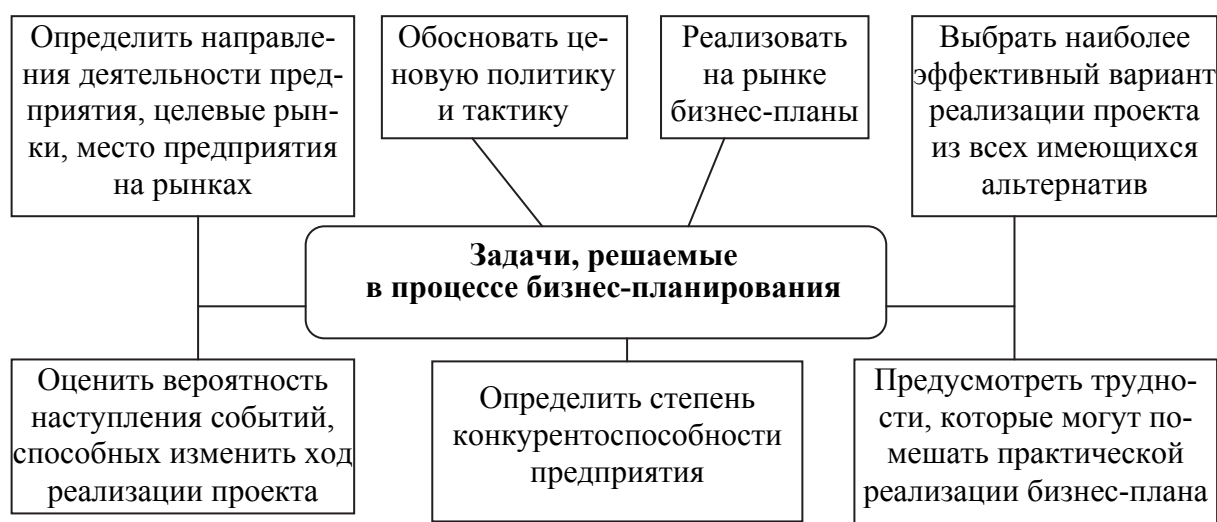 Определить направле-
ния деятельности пред-
приятия, целевые рын-
ки, место предприятия
на рынках
Обосновать це-
новую политику
и тактику
Реализовать
на рынке
бизнес-планы
Выбрать наиболее
эффективный вариант
реализации проекта
из всех имеющихся
альтернатив
Задачи, решаемые
в процессе бизнес-планирования
Оценить вероятность
наступления событий,
способных изменить ход
реализации проекта
Определить степень
конкурентоспособности
предприятия
Предусмотреть трудно-
сти, которые могут по-
мешать практической
реализации бизнес-плана